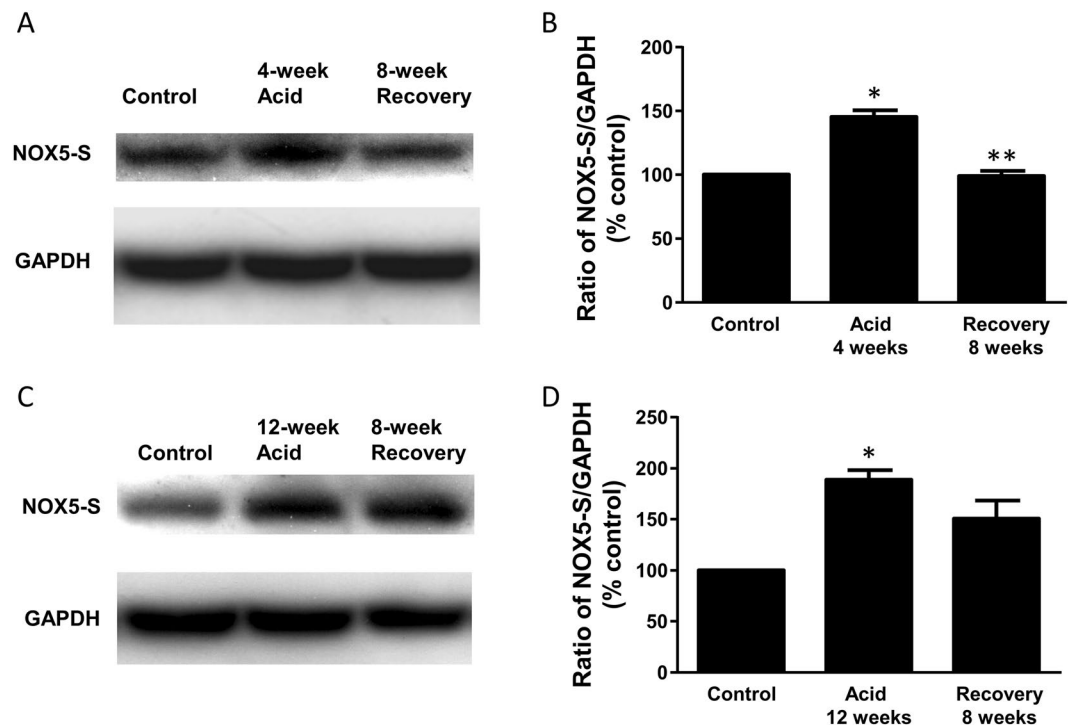 A
Control
4-week
Acid
8-week
Recovery
NOX5-S
GAPDH
B
Ratio of NOX5-S/GAPDH
(% control)
200
150
100
50
0
*
**
Control
Acid
4 weeks
Recovery
8 weeks
C
Control
12-week
Acid
8-week
Recovery
NOX5-S
GAPDH
D
Ratio of NOX5-S/GAPDH
(% control)
250
200
150
100
50
0
*
Control
Acid
12 weeks
Recovery
8 weeks